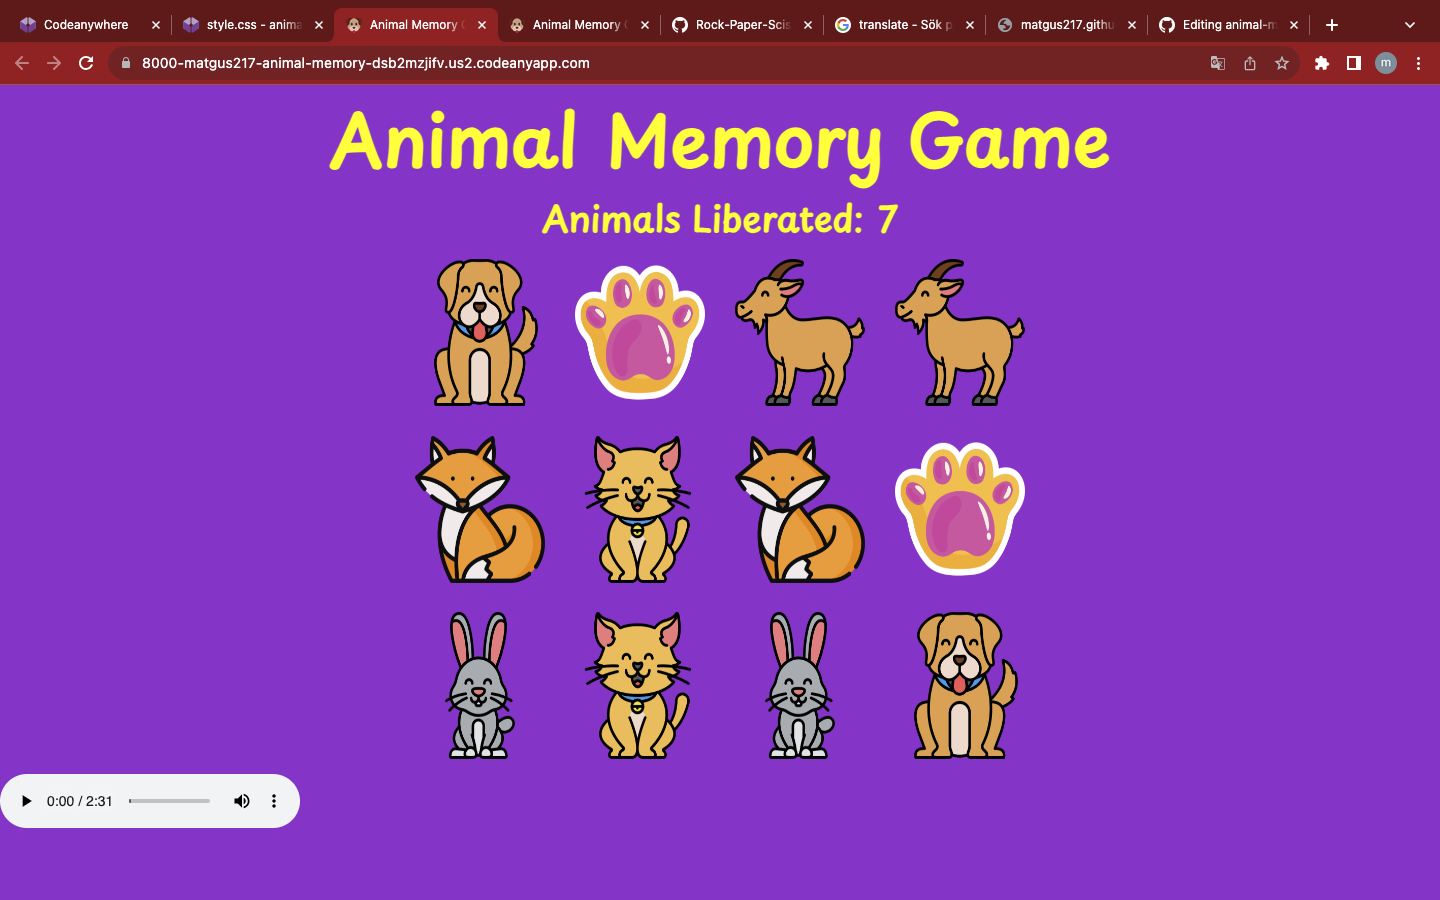 Codeanywhere
style.css - anima
Animal Memory G
Animal Memory G
Rock-Paper-Scis
translate - Sök p
matgus217.githu
Editing animal-m
8000-matgus217-animal-memory-dsb2mzjifv.us2.codeanyapp.com
m
Animal Memory Game
Animals Liberated: 7
0:00 / 2:31